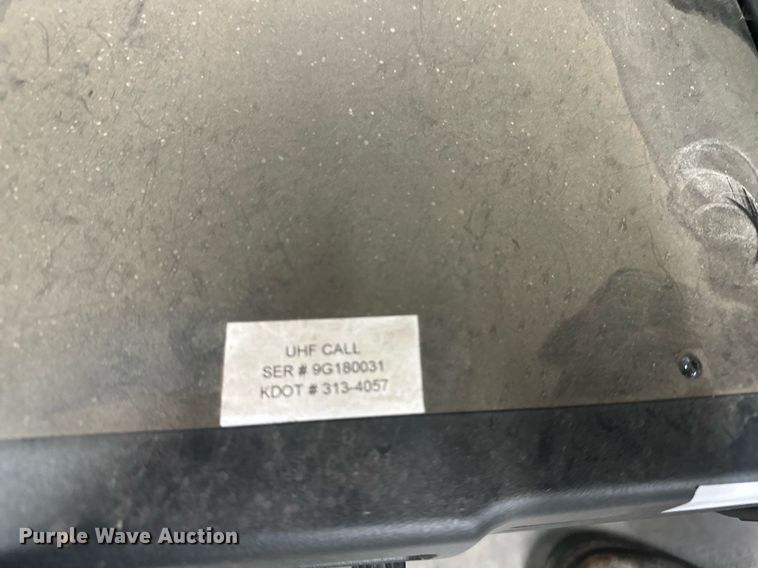 UHF CALL
SER # 9G180031
KDOT # 313-4057
Purple Wave Auction